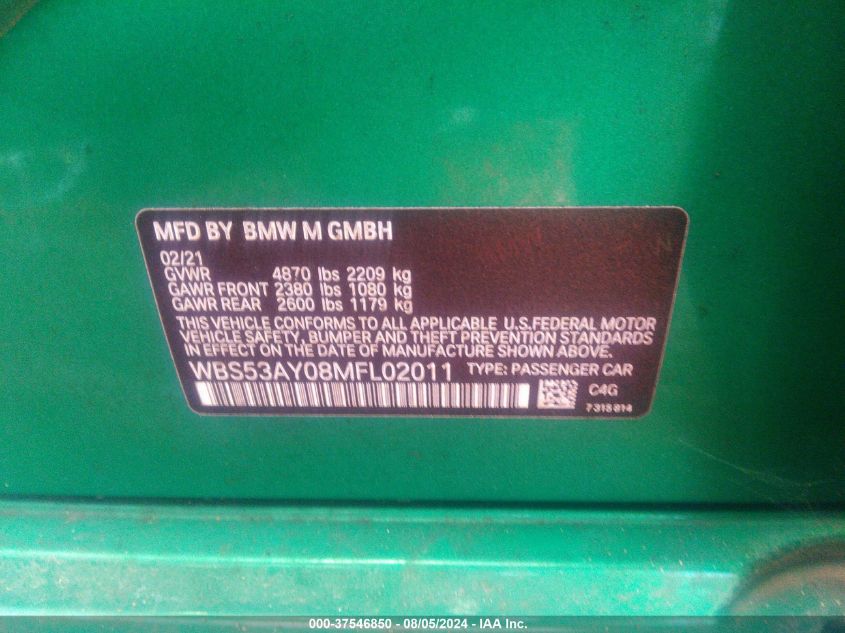 MFD BY BMW M GMBH
02/21
GVWR 4870 lbs 2209 kg
GAWR FRONT 2380 lbs 1080 kg
GAWR REAR 2600 lbs 1179 kg
THIS VEHICLE CONFORMS TO ALL APPLICABLE U.S.FEDERAL MOTOR
VEHICLE SAFETY, BUMPER AND THEFT PREVENTION STANDARDS
IN EFFECT ON THE DATE OF MANUFACTURE SHOWN ABOVE.
WBS53AY08MFL02011 TYPE: PASSENGER CAR
C4G
7318814
000-37546850 - 08/05/2024 - IAA Inc.